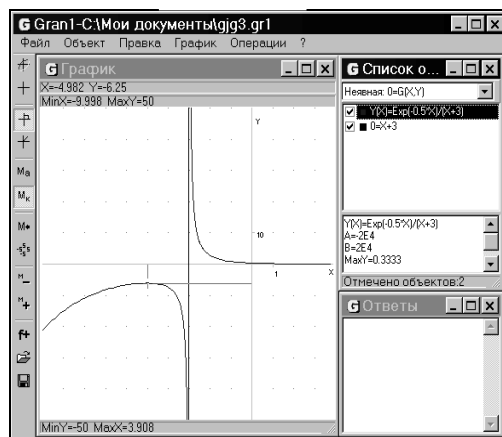 Gran1-C:\Мои документы\gjg3.gr1
Файл Объект Правка График Операции ?
График
X=-4.982 Y=-6.25
MinX=-9.998 MaxY=50
Y
10
1
X
MinY=-50 MaxX=3.908
Ma
Mк
M*
M
M+
f+
Список о...
Неявная: 0=G(X,Y)
Y(X)=Exp(-0.5*X)/(X+3)
0=X+3
Y(X)=Exp(-0.5*X)/(X+3)
A=-2E4
B=2E4
MaxY=0.3333
Отмечено объектов:2
Ответы